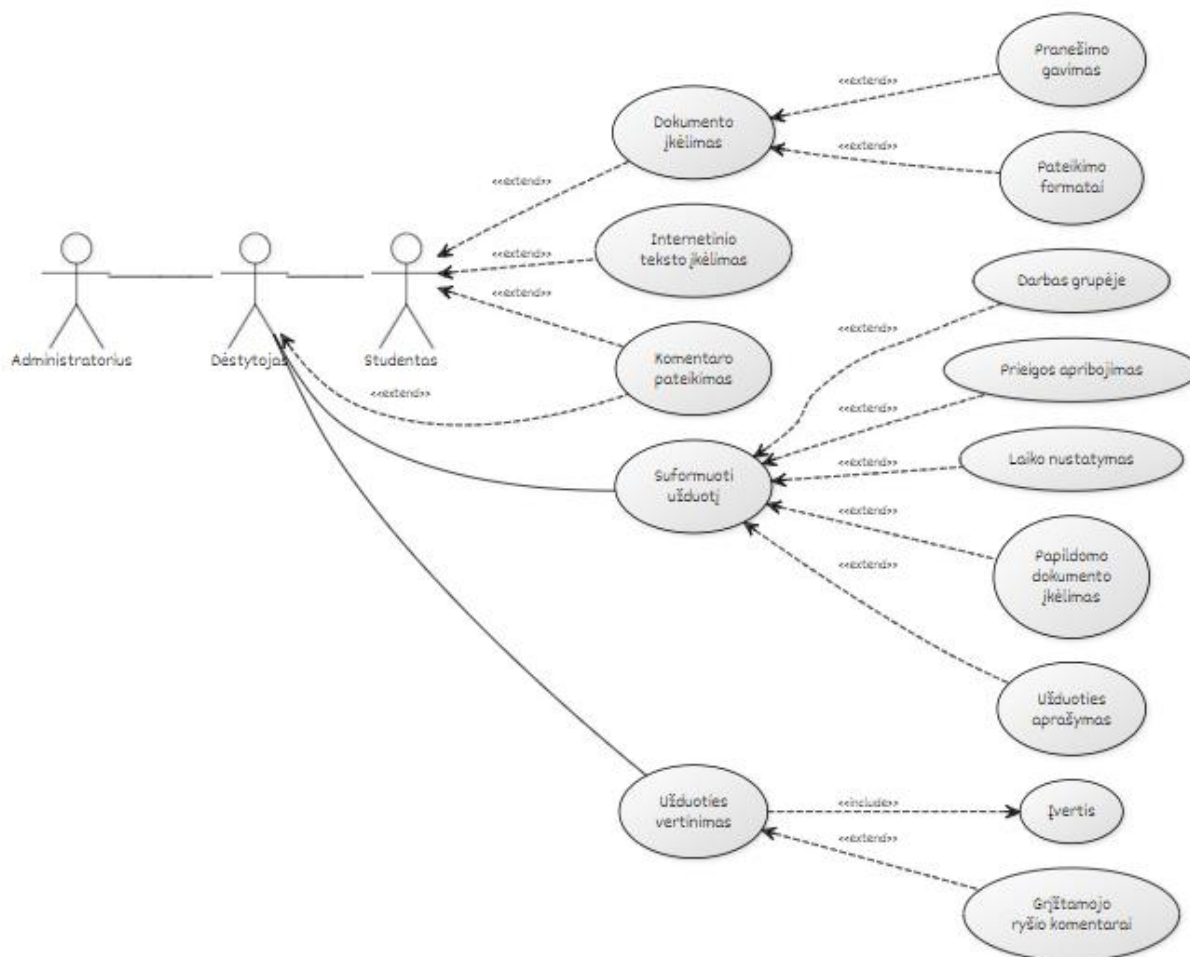 Pranešimo
gavimas
<<extend>>
Dokumento
įkėlimas
<<extend>>
Pateikimo
formatai
<<extend>>
Internetinio
teksto įkėlimas
<<extend>>
Darbas grupėje
<<extend>>
<<extend>>
Administratorius
Dėstytojas
Studentas
Komentaro
pateikimas
<<extend>>
Prieigos apribojimas
<<extend>>
Suformuoti
užduotį
<<extend>>
Laiko nustatymas
<<extend>>
Papildomo
dokumento
įkėlimas
<<extend>>
Užduoties
aprašymas
Užduoties
vertinimas
<<include>>
Įvertis
<<extend>>
Grįžtamojo
ryšio komentarai